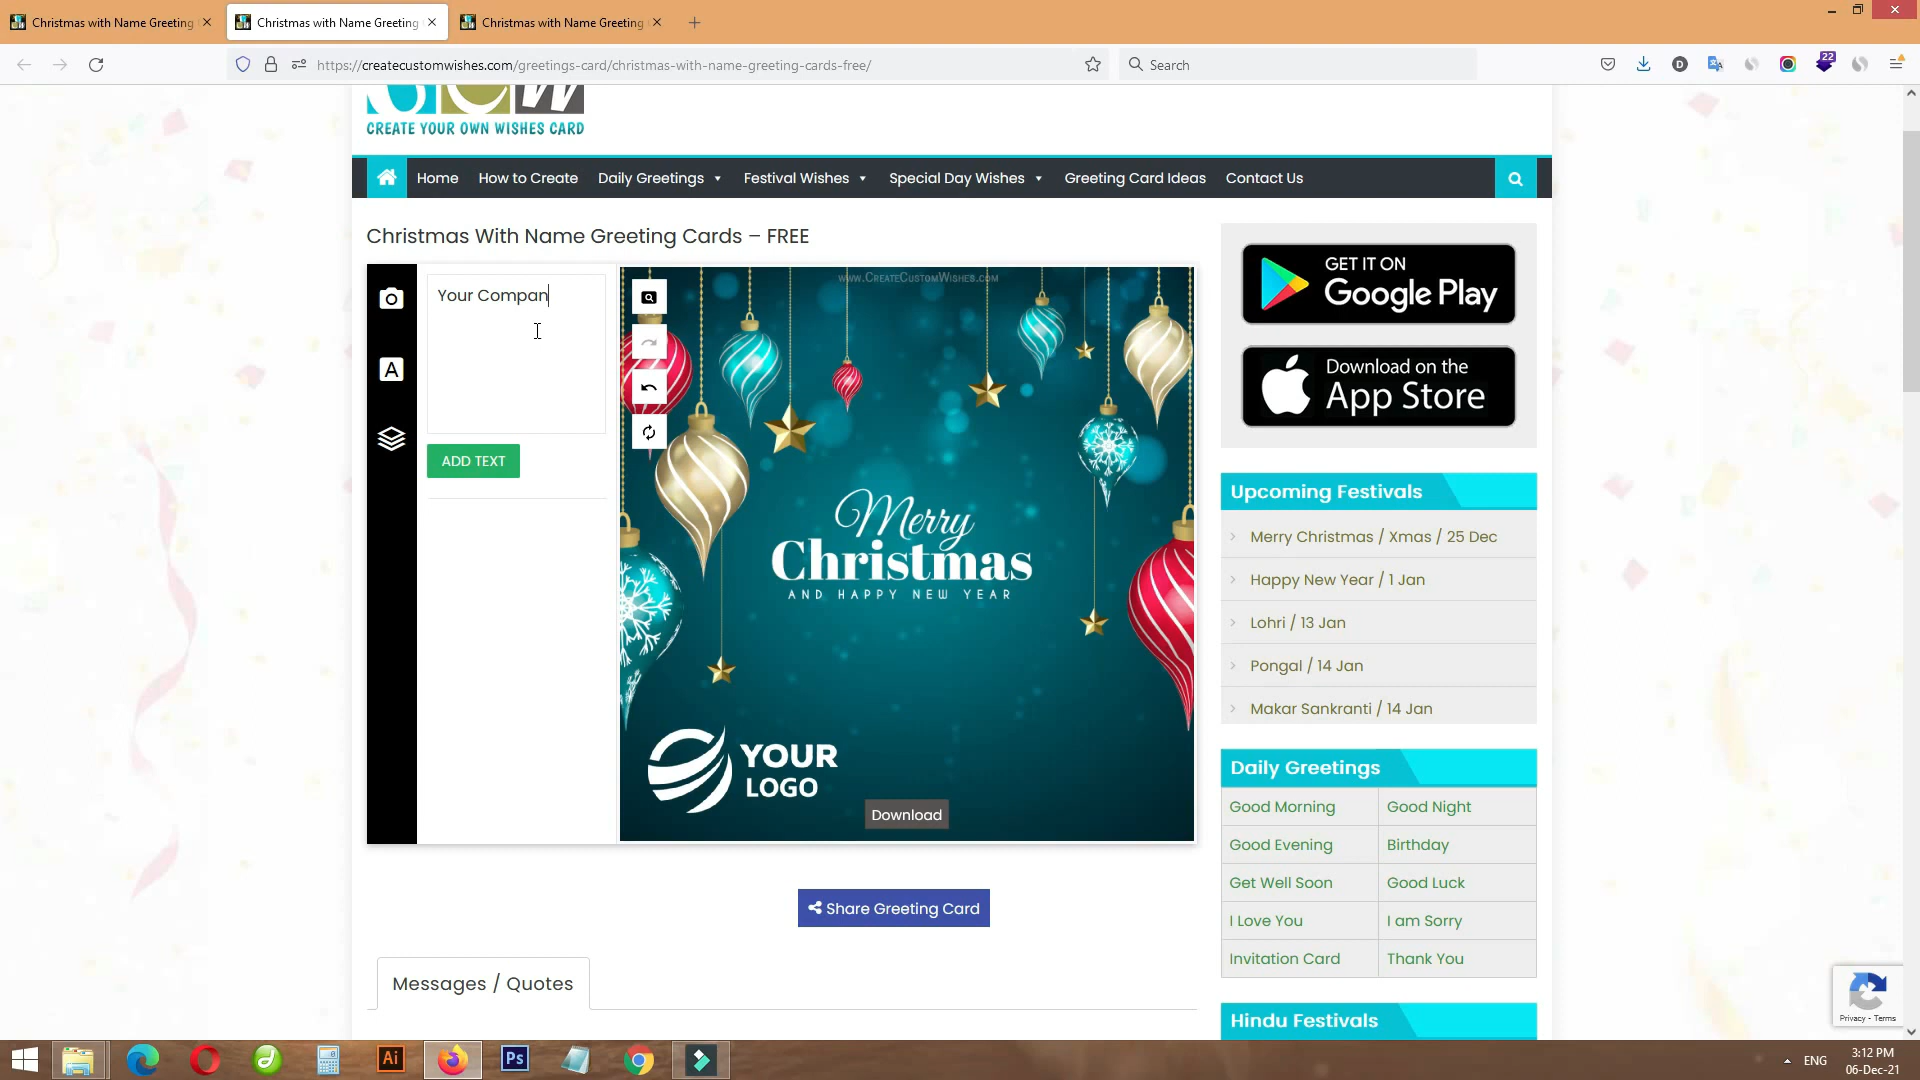 Christmas with Name Greeting
Christmas with Name Greeting
Christmas with Name Greeting
https://createcustomwishes.com/greetings-card/christmas-with-name-greeting-cards-free/
Search
22
CREATE YOUR OWN WISHES CARD
Home
How to Create
Daily Greetings
Festival Wishes
Special Day Wishes
Greeting Card Ideas
Contact Us
Christmas With Name Greeting Cards – FREE
Your Compan
ADD TEXT
www.CreateCustomWishes.com
Merry
Christmas
AND HAPPY NEW YEAR
YOUR
LOGO
Download
Share Greeting Card
Messages / Quotes
GET IT ON
Google Play
Download on the
App Store
Upcoming Festivals
Merry Christmas / Xmas / 25 Dec
Happy New Year / 1 Jan
Lohri / 13 Jan
Pongal / 14 Jan
Makar Sankranti / 14 Jan
Daily Greetings
Good Morning
Good Night
Good Evening
Birthday
Get Well Soon
Good Luck
I Love You
I am Sorry
Invitation Card
Thank You
Hindu Festivals
Privacy - Terms
Ai
Ps
ENG
3:12 PM
06-Dec-21